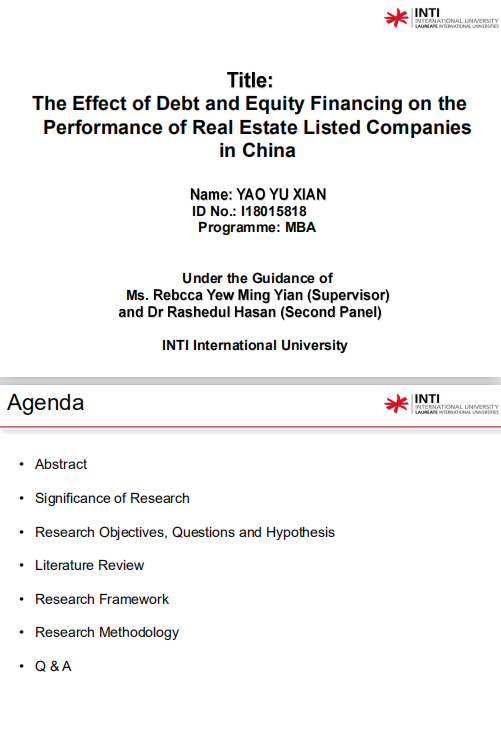 INTI
INTERNATIONAL UNIVERSITY
LAUREATE INTERNATIONAL UNIVERSITIES
Title:
The Effect of Debt and Equity Financing on the
Performance of Real Estate Listed Companies
in China
Name: YAO YU XIAN
ID No.: I18015818
Programme: MBA
Under the Guidance of
Ms. Rebcca Yew Ming Yian (Supervisor)
and Dr Rashedul Hasan (Second Panel)
INTI International University
Agenda
INTI
INTERNATIONAL UNIVERSITY
LAUREATE INTERNATIONAL UNIVERSITIES
• Abstract
• Significance of Research
• Research Objectives, Questions and Hypothesis
• Literature Review
• Research Framework
• Research Methodology
• Q & A